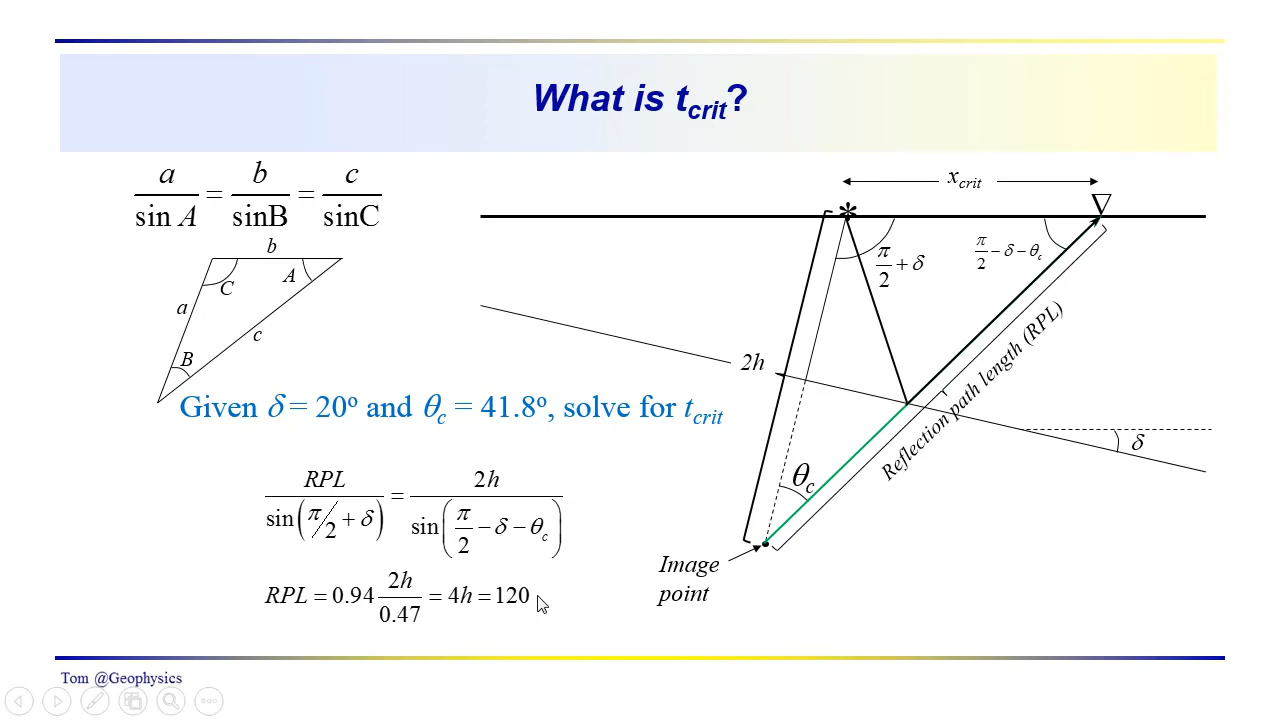 What is t_crit?
a/sin A = b/sinB = c/sinC
b
A
C
a
c
B
Given δ = 20° and θ_c = 41.8°, solve for t_crit
RPL/sin(π/2 + δ) = 2h/sin(π/2 − δ − θ_c)
RPL = 0.94 2h/0.47 = 4h = 120
x_crit
*
π/2 + δ
π/2 − δ − θ_c
2h
Reflection path length (RPL)
δ
θ_c
Image
point
Tom @Geophysics